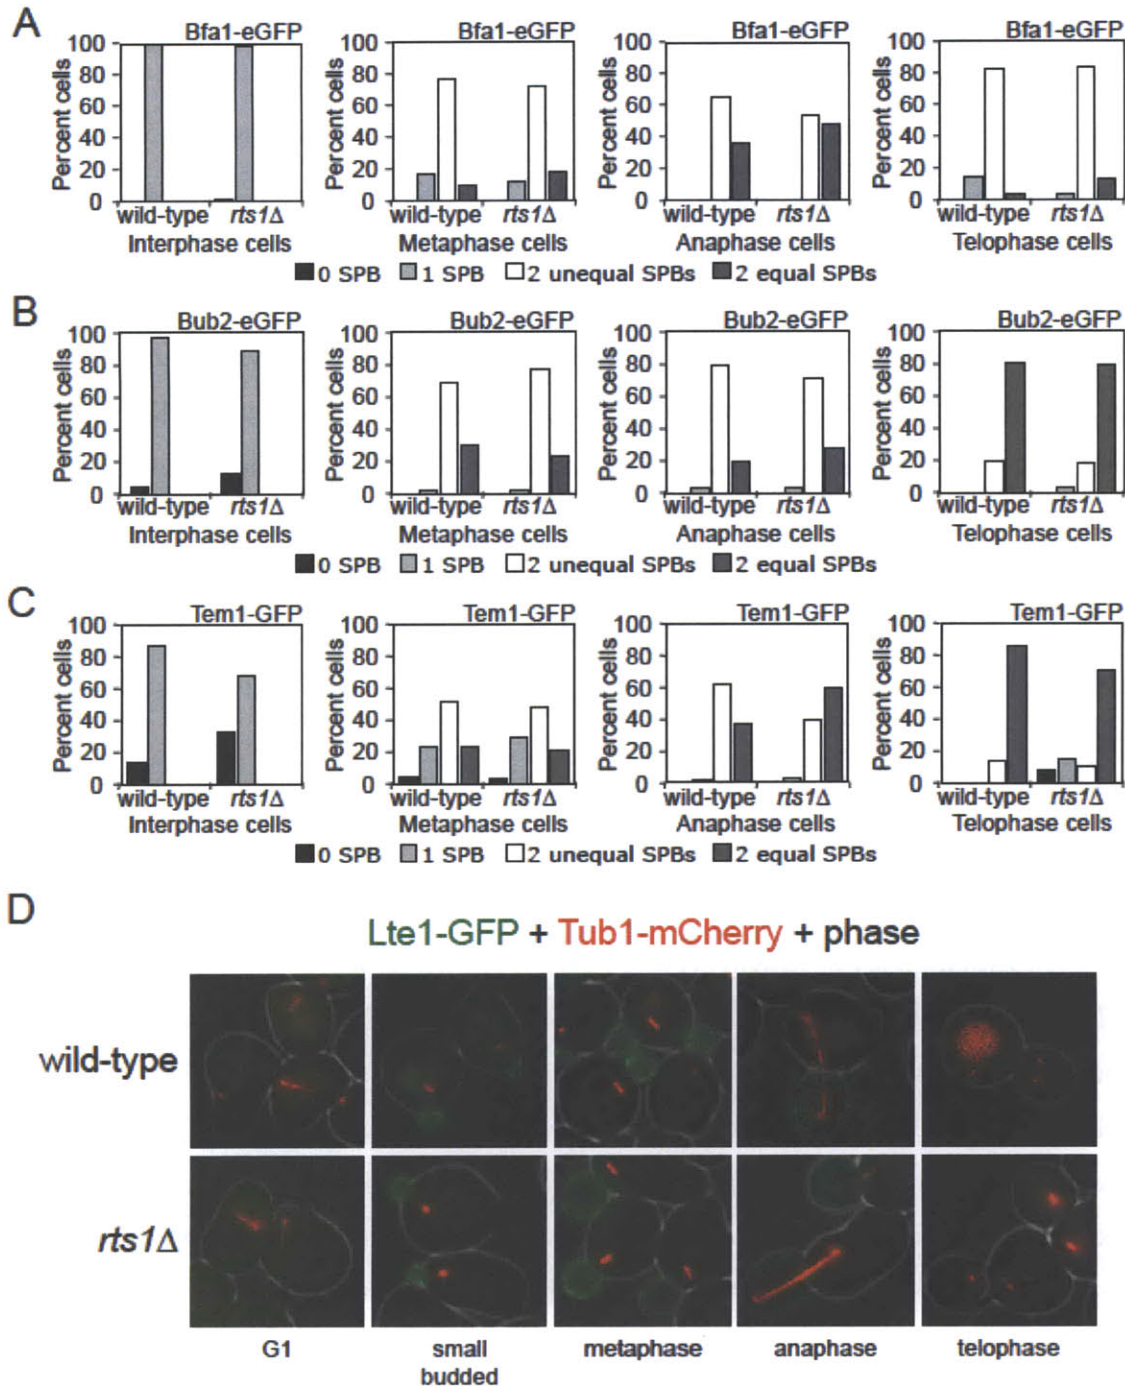 A
Bfa1-eGFP Bfa1-eGFP Bfa1-eGFP Bfa1-eGFP
Percent cells Percent cells Percent cells Percent cells
100 100 100 100
80 80 80 80
60 60 60 60
40 40 40 40
20 20 20 20
0 0 0 0
wild-type rts1Δ wild-type rts1Δ wild-type rts1Δ wild-type rts1Δ
Interphase cells Metaphase cells Anaphase cells Telophase cells
0 SPB 1 SPB 2 unequal SPBs 2 equal SPBs
B
Bub2-eGFP Bub2-eGFP Bub2-eGFP Bub2-eGFP
Percent cells Percent cells Percent cells Percent cells
100 100 100 100
80 80 80 80
60 60 60 60
40 40 40 40
20 20 20 20
0 0 0 0
wild-type rts1Δ wild-type rts1Δ wild-type rts1Δ wild-type rts1Δ
Interphase cells Metaphase cells Anaphase cells Telophase cells
0 SPB 1 SPB 2 unequal SPBs 2 equal SPBs
C
Tem1-GFP Tem1-GFP Tem1-GFP Tem1-GFP
Percent cells Percent cells Percent cells Percent cells
100 100 100 100
80 80 80 80
60 60 60 60
40 40 40 40
20 20 20 20
0 0 0 0
wild-type rts1Δ wild-type rts1Δ wild-type rts1Δ wild-type rts1Δ
Interphase cells Metaphase cells Anaphase cells Telophase cells
0 SPB 1 SPB 2 unequal SPBs 2 equal SPBs
D
Lte1-GFP + Tub1-mCherry + phase
wild-type
rts1Δ
G1 small metaphase anaphase telophase
budded